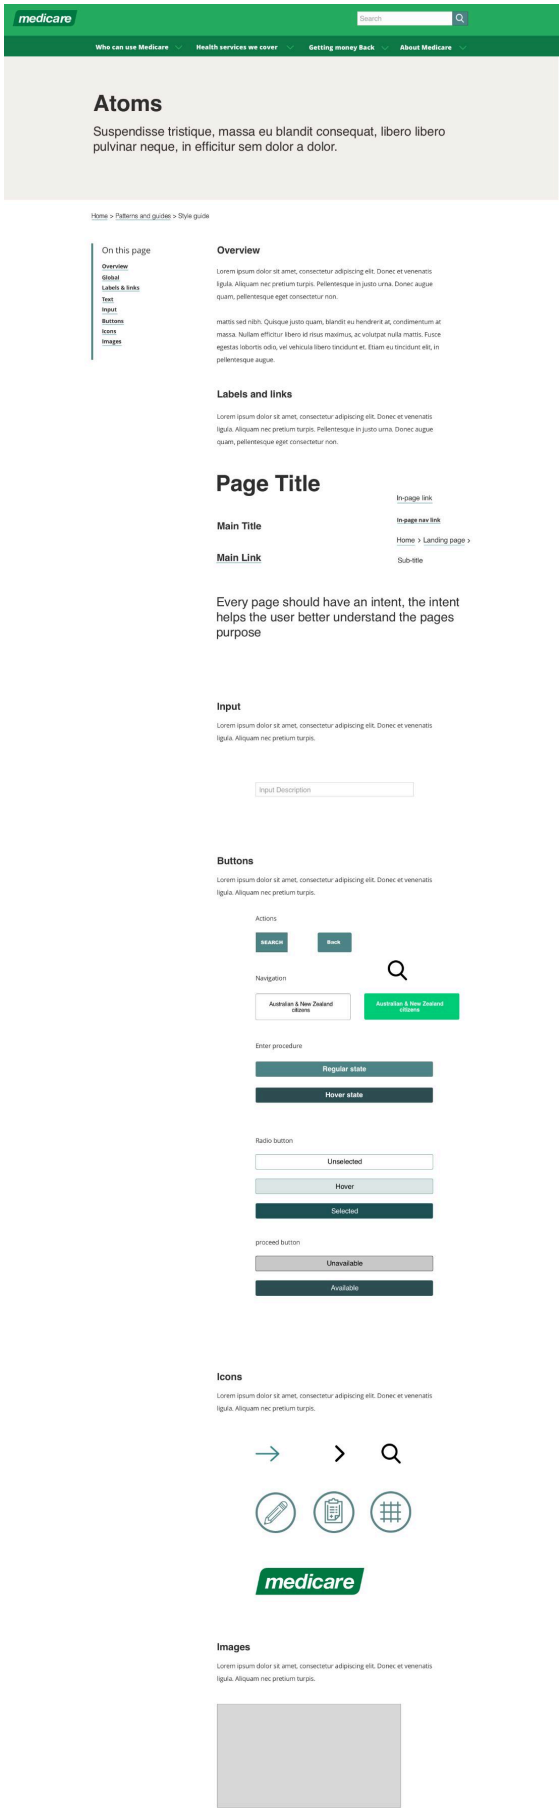 medicare
Search
Who can use Medicare
Health services we cover
Getting money Back
About Medicare
Atoms
Suspendisse tristique, massa eu blandit consequat, libero libero
pulvinar neque, in efficitur sem dolor a dolor.
Home > Patterns and guides > Style guide
On this page
Overview
Global
Labels & links
Text
Input
Buttons
Icons
Images
Overview
Lorem ipsum dolor sit amet, consectetur adipiscing elit. Donec et venenatis
ligula. Aliquam nec pretium turpis. Pellentesque in justo urna. Donec augue
quam, pellentesque eget consectetur non.
mattis sed nibh. Quisque justo quam, blandit eu hendrerit at, condimentum at
massa. Nullam efficitur libero id risus maximus, ac volutpat nulla mattis. Fusce
egestas lobortis odio, vel vehicula libero tincidunt et. Etiam eu tincidunt elit, in
pellentesque augue.
Labels and links
Lorem ipsum dolor sit amet, consectetur adipiscing elit. Donec et venenatis
ligula. Aliquam nec pretium turpis. Pellentesque in justo urna. Donec augue
quam, pellentesque eget consectetur non.
Page Title
In-page link
Main Title
In-page nav link
Home > Landing page >
Main Link
Sub-title
Every page should have an intent, the intent
helps the user better understand the pages
purpose
Input
Lorem ipsum dolor sit amet, consectetur adipiscing elit. Donec et venenatis
ligula. Aliquam nec pretium turpis.
Input Description
Buttons
Lorem ipsum dolor sit amet, consectetur adipiscing elit. Donec et venenatis
ligula. Aliquam nec pretium turpis.
Actions
SEARCH
Back
Navigation
Australian & New Zealand
citizens
Australian & New Zealand
citizens
Enter procedure
Regular state
Hover state
Radio button
Unselected
Hover
Selected
proceed button
Unavailable
Available
Icons
Lorem ipsum dolor sit amet, consectetur adipiscing elit. Donec et venenatis
ligula. Aliquam nec pretium turpis.
medicare
Images
Lorem ipsum dolor sit amet, consectetur adipiscing elit. Donec et venenatis
ligula. Aliquam nec pretium turpis.